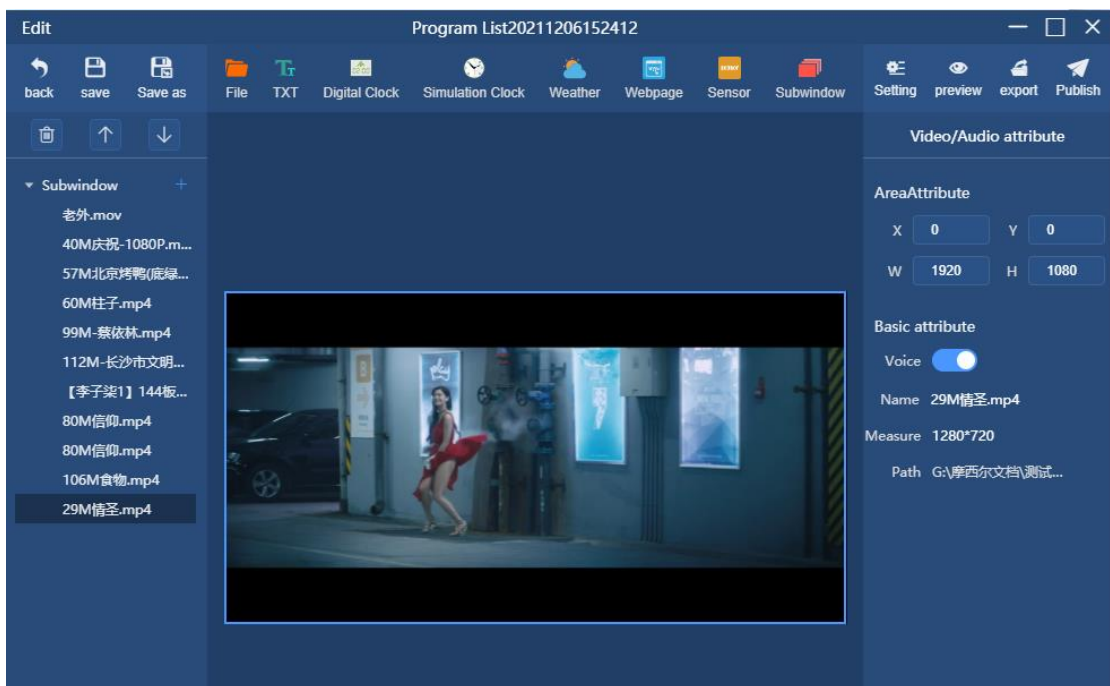 Edit
Program List20211206152412
back save Save as File TXT Digital Clock Simulation Clock Weather Webpage Sensor Subwindow Setting preview export Publish
Video/Audio attribute
Subwindow +
老外.mov
40M庆祝-1080P.m...
57M北京烤鸭(底绿...
60M柱子.mp4
99M-蔡依林.mp4
112M-长沙市文明...
【李子柒1】144板...
80M信仰.mp4
80M信仰.mp4
106M食物.mp4
29M情圣.mp4
AreaAttribute
X 0 Y 0
W 1920 H 1080
Basic attribute
Voice
Name 29M情圣.mp4
Measure 1280*720
Path G:\摩西尔文档\测试...